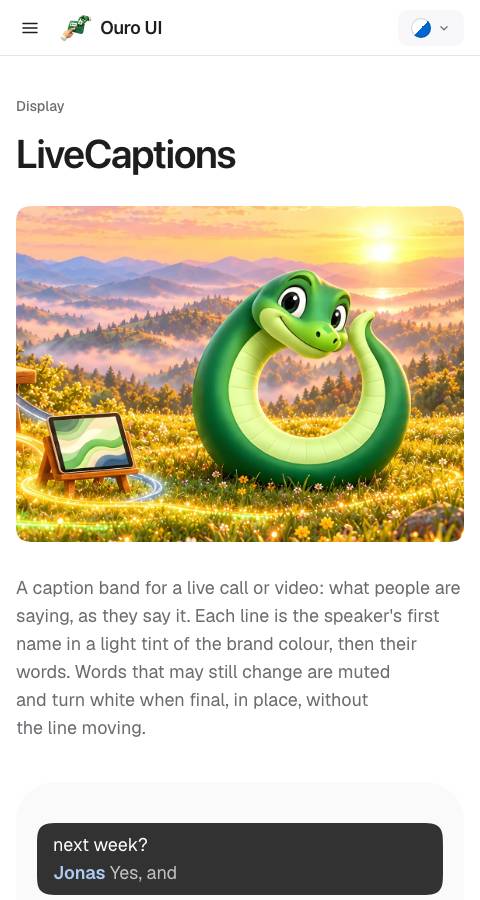 Ouro UI
Display
LiveCaptions
A caption band for a live call or video: what people are
saying, as they say it. Each line is the speaker's first
name in a light tint of the brand colour, then their
words. Words that may still change are muted
and turn white when final, in place, without
the line moving.
next week?
Jonas Yes, and